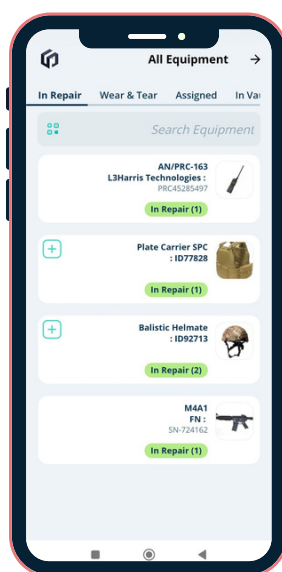 All Equipment
In Repair Wear & Tear Assigned In Vau
Search Equipment
AN/PRC-163
L3Harris Technologies :
PRC45285497
In Repair (1)
Plate Carrier SPC
: ID77828
In Repair (1)
Balistic Helmate
: ID92713
In Repair (2)
M4A1
FN :
SN-724162
In Repair (1)